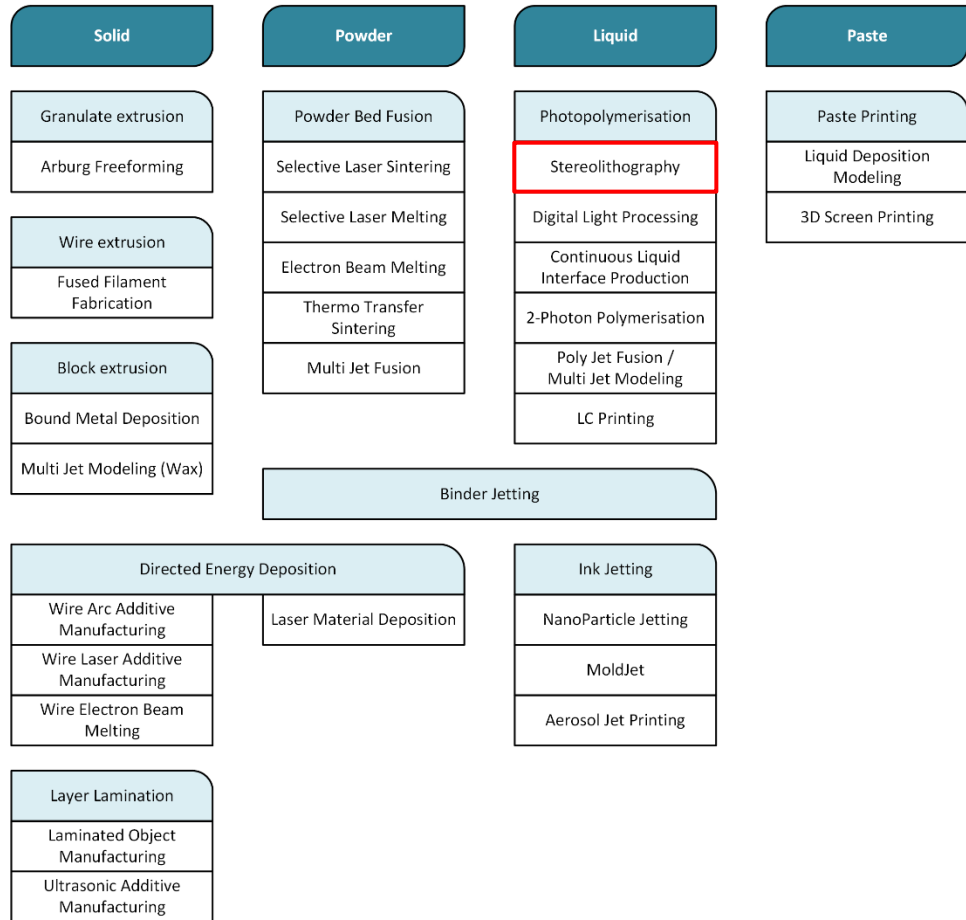 Solid
Powder
Liquid
Paste
Granulate extrusion
Arburg Freeforming
Wire extrusion
Fused Filament
Fabrication
Block extrusion
Bound Metal Deposition
Multi Jet Modeling (Wax)
Powder Bed Fusion
Selective Laser Sintering
Selective Laser Melting
Electron Beam Melting
Thermo Transfer
Sintering
Multi Jet Fusion
Photopolymerisation
Stereolithography
Digital Light Processing
Continuous Liquid
Interface Production
2-Photon Polymerisation
Poly Jet Fusion /
Multi Jet Modeling
LC Printing
Paste Printing
Liquid Deposition
Modeling
3D Screen Printing
Binder Jetting
Directed Energy Deposition
Wire Arc Additive
Manufacturing
Wire Laser Additive
Manufacturing
Wire Electron Beam
Melting
Laser Material Deposition
Ink Jetting
NanoParticle Jetting
MoldJet
Aerosol Jet Printing
Layer Lamination
Laminated Object
Manufacturing
Ultrasonic Additive
Manufacturing